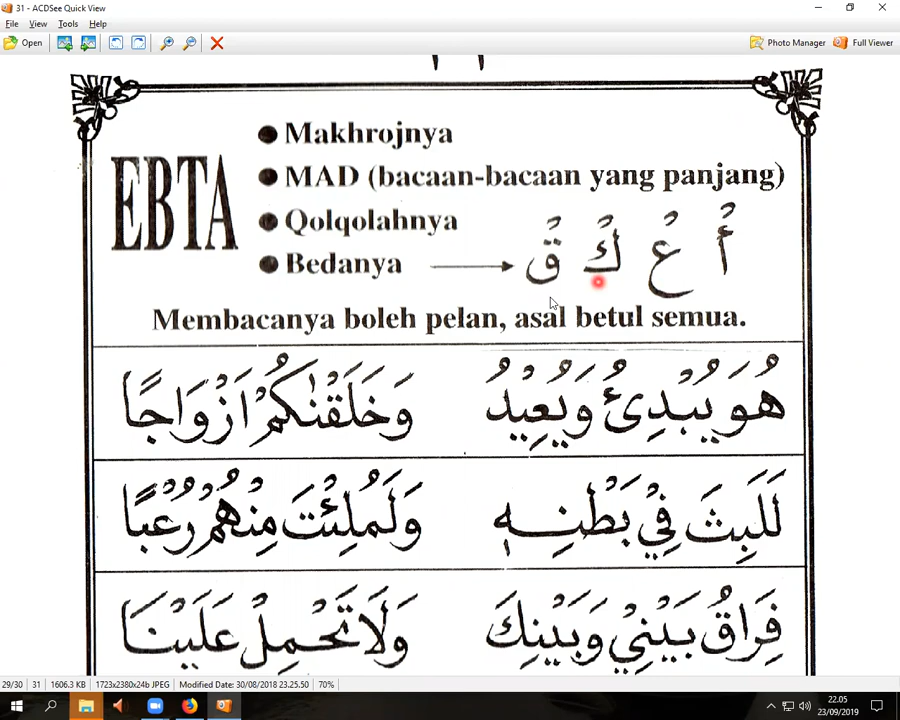 31 - ACDSee Quick View
File View Tools Help
Open Photo Manager Full Viewer
EBTA
● Makhrojnya
● MAD (bacaan-bacaan yang panjang)
● Qolqolahnya
● Bedanya
أُ عُ كُ قُ
Membacanya boleh pelan, asal betul semua.
هُوَ يُبْدِئُ وَيُعِيْدُ وَخَلَقْنٰكُمْ اَزْوَاجًا
لَلَبِثَ فِيْ بَطْنِهٖ وَلَمُلِئْتَ مِنْهُمْ رُعْبًا
فِرَاقُ بَيْنِيْ وَبَيْنِكَ وَلَا تَحْمِلْ عَلَيْنَا
29/30 31 1606.3 KB 1723x2380x24b JPEG Modified Date: 30/08/2018 23.25.50 70%
22.05
23/09/2019